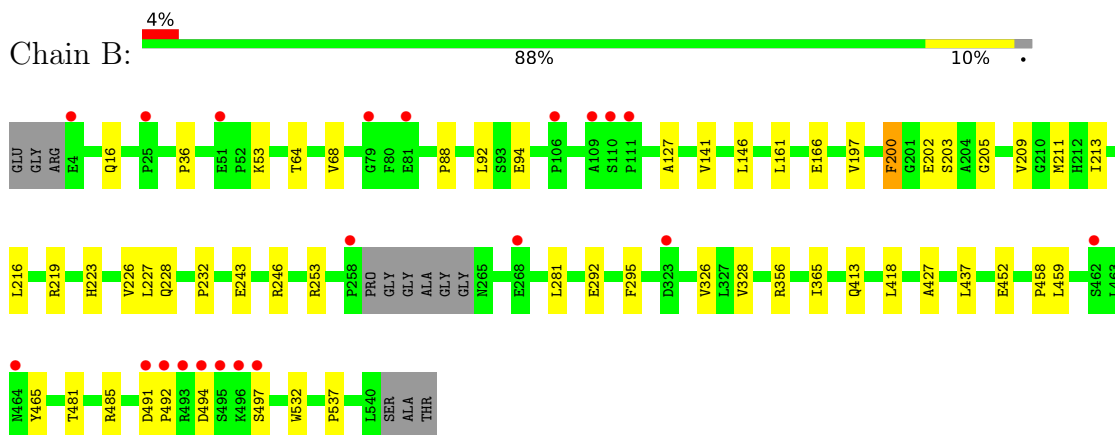 4%
Chain B:
88% 10% •
GLU GLY ARG E4 Q16 P25 P36 E51 P52 K53 T64 V68 G79 F80 E81 P88 L92 S93 E94 P106 A109 S110 P111 A127 V141 L146 L161 E166 V197 F200 G201 E202 S203 A204 G205 V209 G210 M211 H212 I213
L216 R219 H223 V226 L227 Q228 P232 E243 R246 R253 P258 PRO GLY GLY ALA GLY GLY N265 E268 L281 E292 F295 D323 V326 L327 V328 R356 I365 Q413 L418 A427 L437 E452 P458 L459 S462 L463
N464 Y465 T481 R485 D491 P492 R493 D494 S495 K496 S497 W532 P537 L540 SER ALA THR